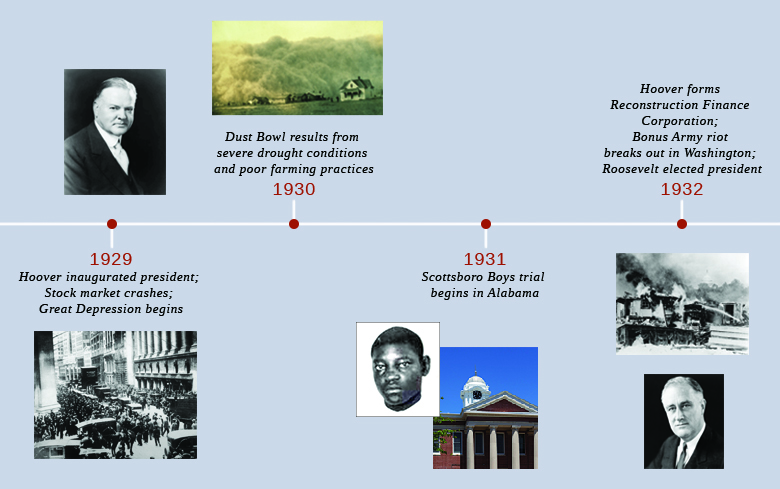 1929
Hoover inaugurated president;
Stock market crashes;
Great Depression begins
Dust Bowl results from
severe drought conditions
and poor farming practices
1930
1931
Scottsboro Boys trial
begins in Alabama
Hoover forms
Reconstruction Finance
Corporation;
Bonus Army riot
breaks out in Washington;
Roosevelt elected president
1932